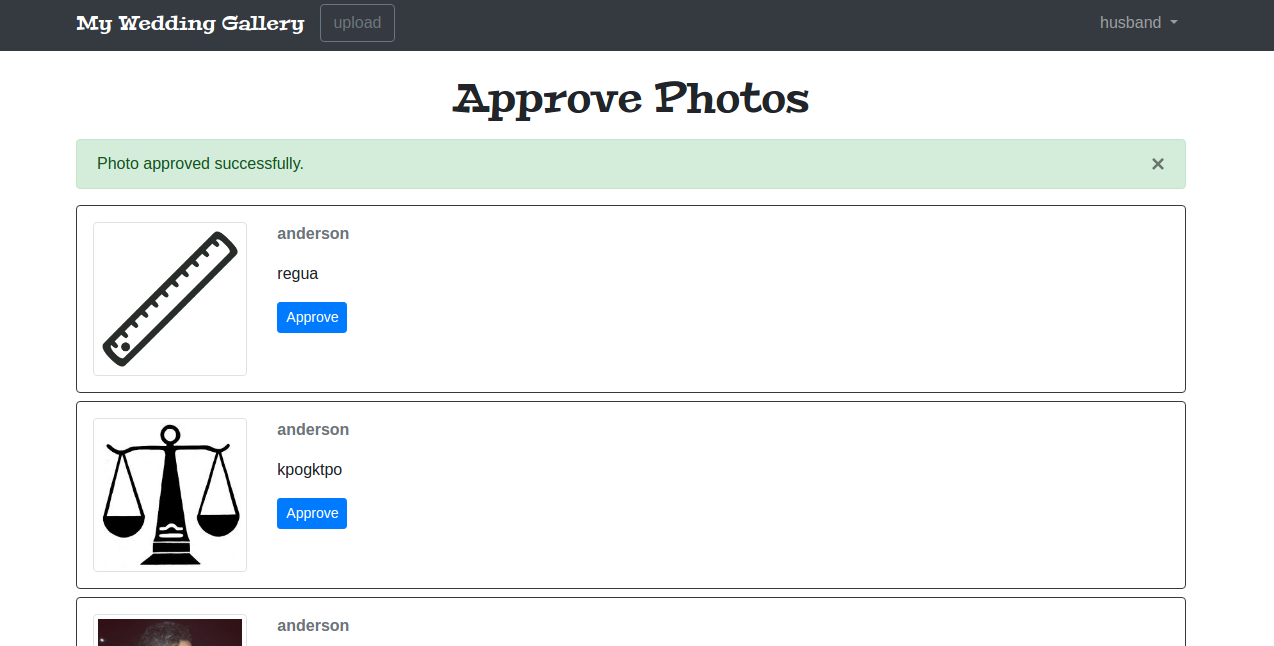 My Wedding Gallery upload husband
Approve Photos
Photo approved successfully. ×
anderson
regua
Approve
anderson
kpogktpo
Approve
anderson